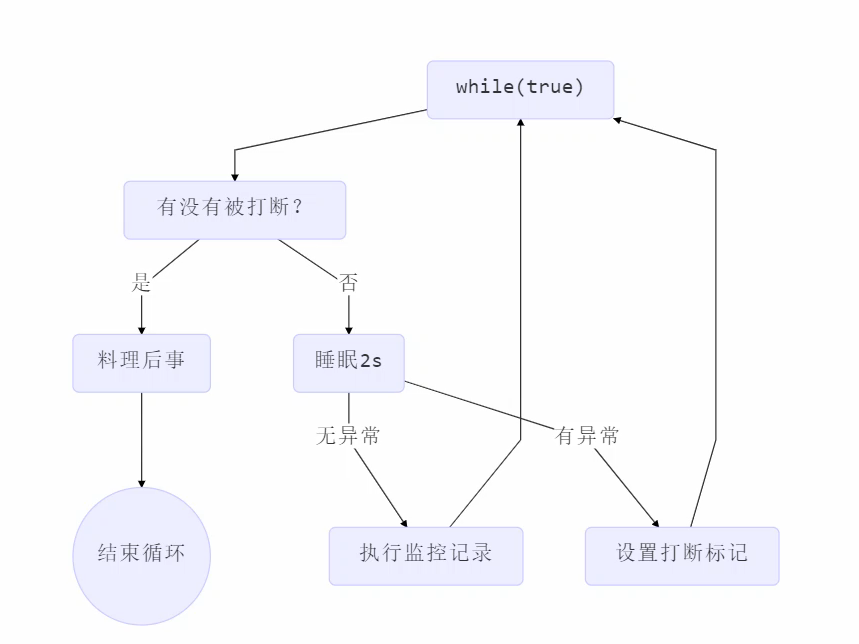 while(true)
有没有被打断？
是
否
料理后事
睡眠2s
无异常
有异常
结束循环
执行监控记录
设置打断标记